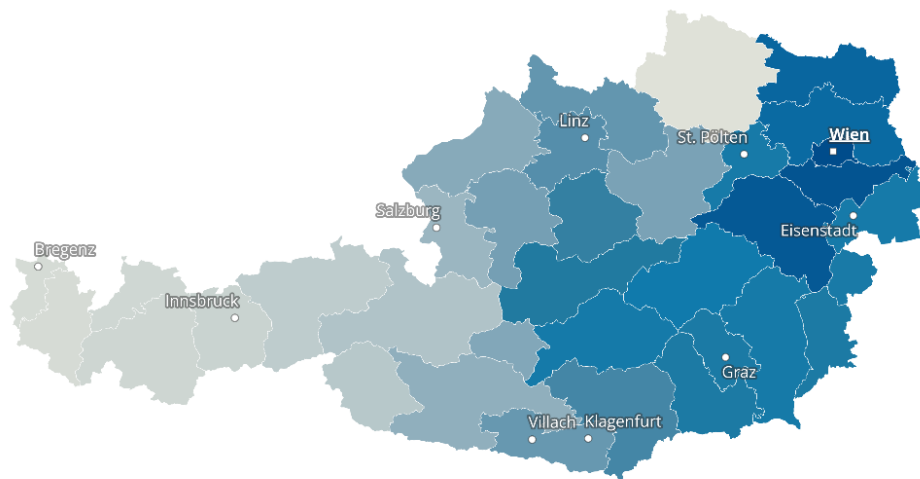 Linz
St. Pölten
Wien
Salzburg
Eisenstadt
Bregenz
Innsbruck
Graz
Villach
Klagenfurt